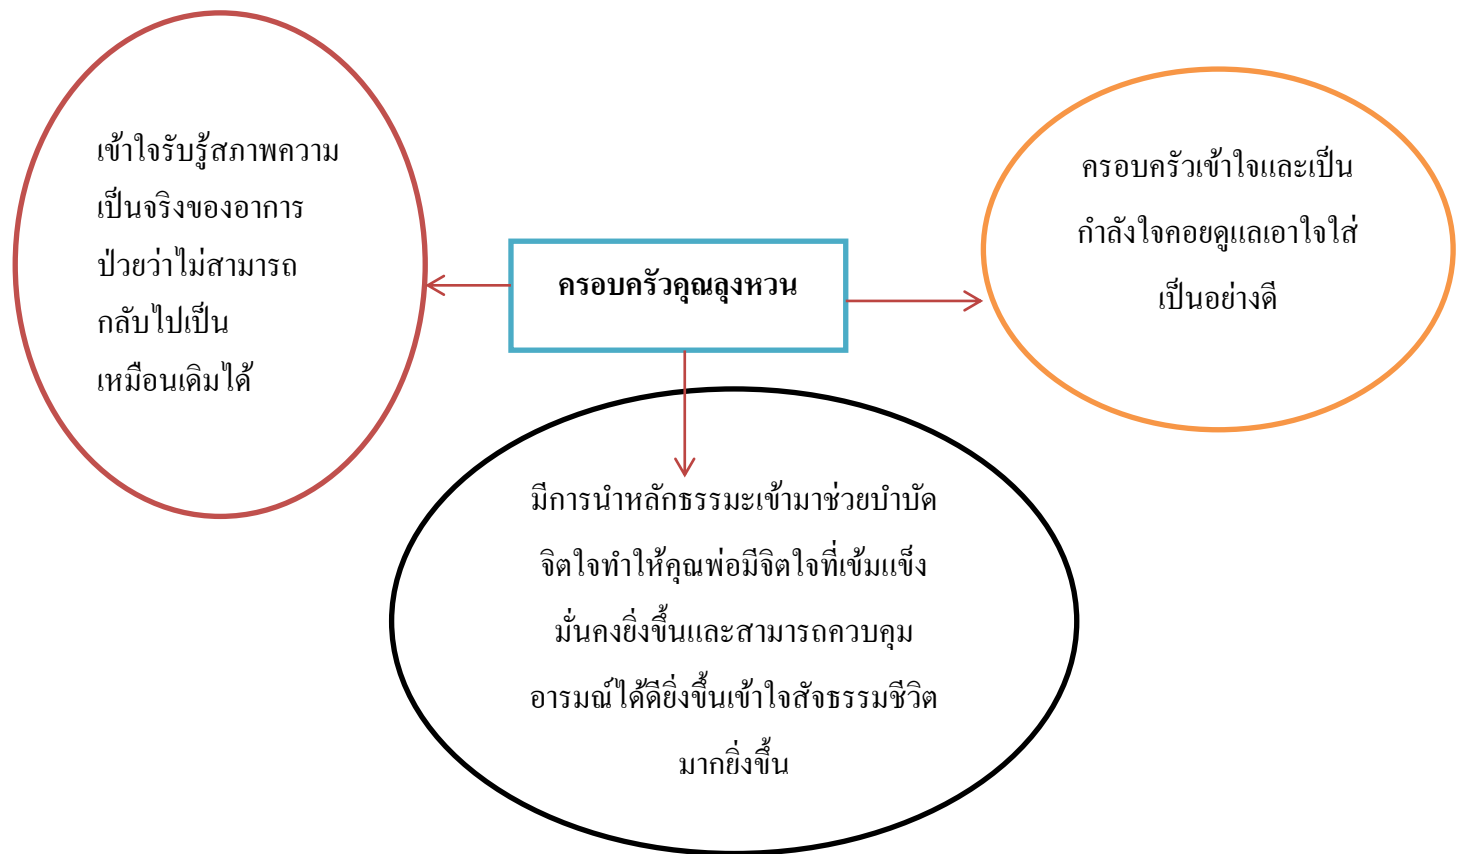 เข้าใจรับรู้สภาพความ
เป็นจริงของอาการ
ป่วยว่าไม่สามารถ
กลับไปเป็น
เหมือนเดิมได้
ครอบครัวคุณลุงหวน
ครอบครัวเข้าใจและเป็น
กำลังใจคอยดูแลเอาใจใส่
เป็นอย่างดี
มีการนำหลักธรรมะเข้ามาช่วยบำบัด
จิตใจทำให้คุณพ่อมีจิตใจที่เข้มแข็ง
มั่นคงยิ่งขึ้นและสามารถควบคุม
อารมณ์ได้ดียิ่งขึ้นเข้าใจสัจธรรมชีวิต
มากยิ่งขึ้น